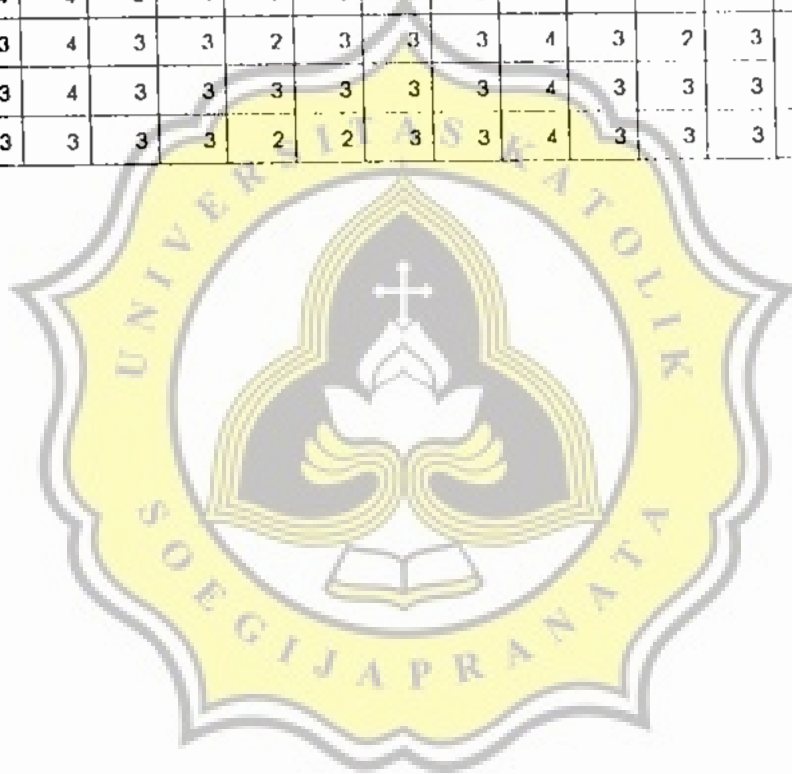 3 4 3 3 2 3 3 3 4 3 2 3
3 4 3 3 3 3 3 3 4 3 3 3
3 3 3 3 2 2 3 3 4 3 3 3
UNIVERSITAS KATOLIK
SOEGIJAPRANATA